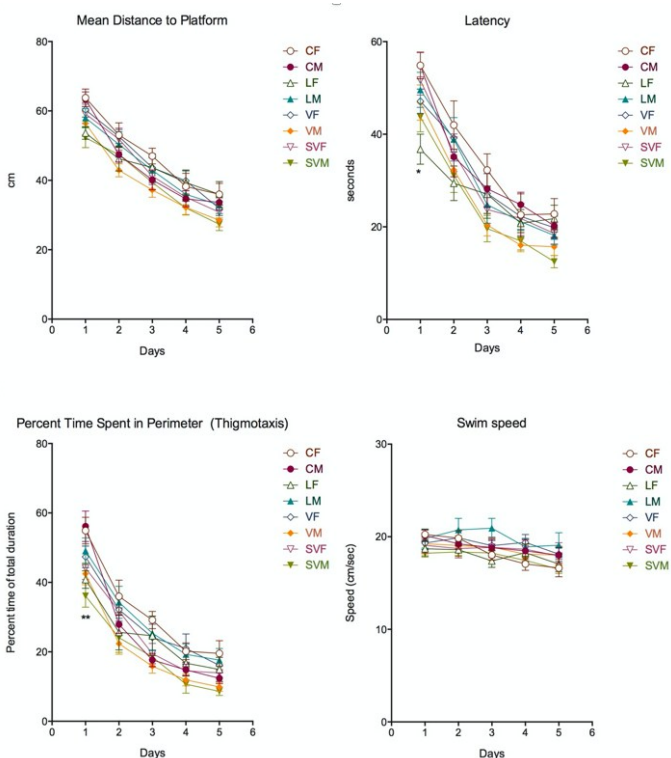 Mean Distance to Platform
80
60
40
20
0
cm
0 1 2 3 4 5 6
Days
CF
CM
LF
LM
VF
VM
SVF
SVM
Latency
60
40
20
0
seconds
*
0 1 2 3 4 5 6
Days
CF
CM
LF
LM
VF
VM
SVF
SVM
Percent Time Spent in Perimeter (Thigmotaxis)
80
60
40
20
0
Percent time of total duration
**
0 1 2 3 4 5 6
Days
CF
CM
LF
LM
VF
VM
SVF
SVM
Swim speed
30
20
10
0
Speed (cm/sec)
0 1 2 3 4 5 6
Days
CF
CM
LF
LM
VF
VM
SVF
SVM